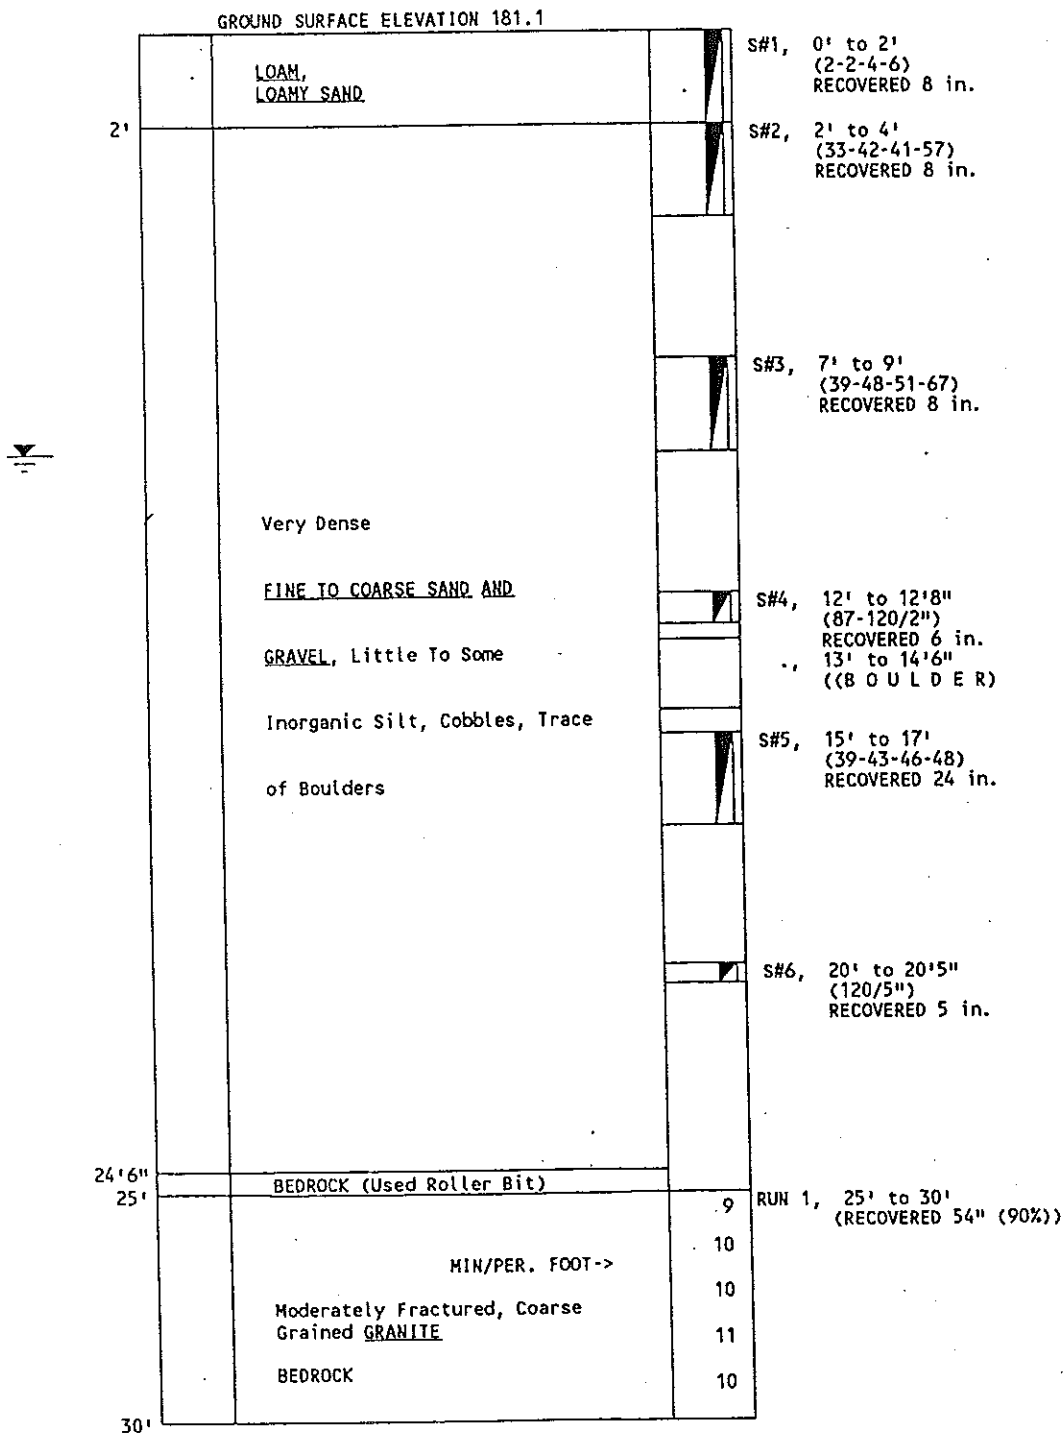 GROUND SURFACE ELEVATION 181.1
LOAM,
LOAMY SAND
S#1, 0' to 2'
(2-2-4-6)
RECOVERED 8 in.
2'
S#2, 2' to 4'
(33-42-41-57)
RECOVERED 8 in.
S#3, 7' to 9'
(39-48-51-67)
RECOVERED 8 in.
Very Dense
FINE TO COARSE SAND AND
GRAVEL, Little To Some
Inorganic Silt, Cobbles, Trace
of Boulders
S#4, 12' to 12'8"
(87-120/2")
RECOVERED 6 in.
., 13' to 14'6"
((B O U L D E R)
S#5, 15' to 17'
(39-43-46-48)
RECOVERED 24 in.
S#6, 20' to 20'5"
(120/5")
RECOVERED 5 in.
24'6"
BEDROCK (Used Roller Bit)
25'
RUN 1, 25' to 30'
(RECOVERED 54" (90%))
9
10
MIN/PER. FOOT->
10
Moderately Fractured, Coarse
Grained GRANITE
11
BEDROCK
10
30'